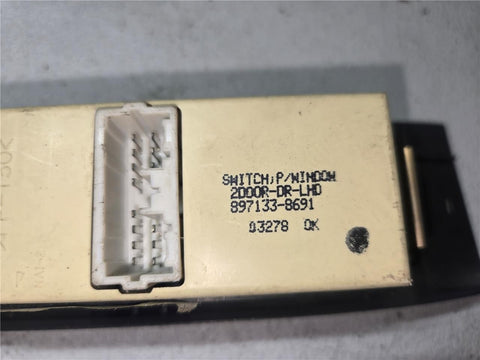 SWITCH;P/WINDOW
2DOOR-DR-LHD
897133-8691
03278 OK